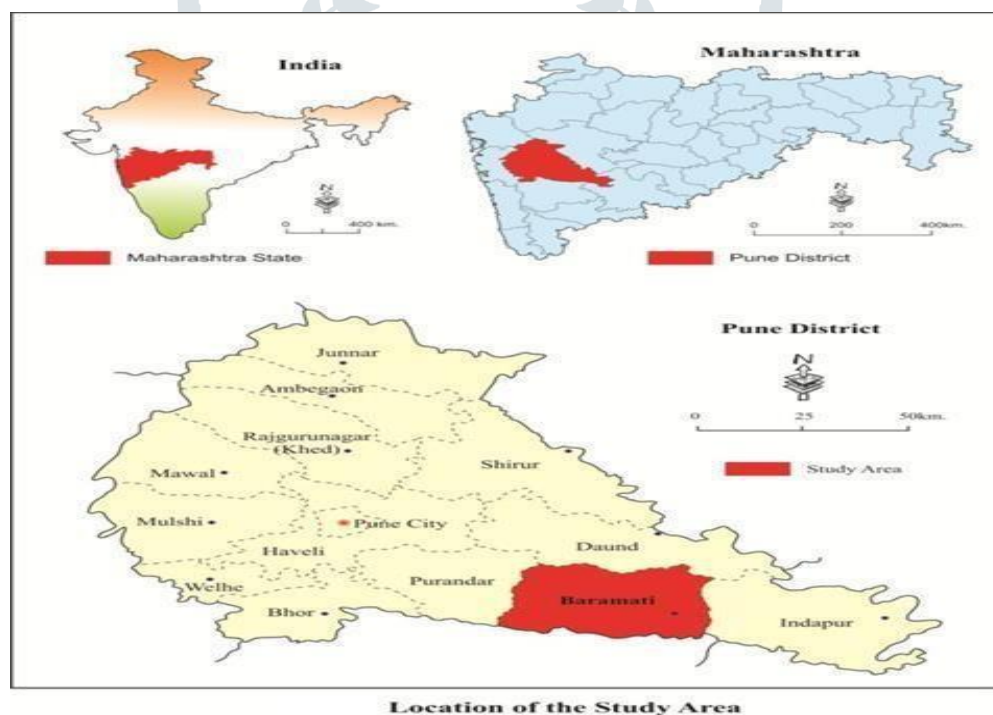 India
N
0 400 km.
Maharashtra State
Maharashtra
N
0 200 400km.
Pune District
Pune District
N
0 25 50km.
Study Area
Junnar
Ambegaon
Rajgurunagar
(Khed)
Shirur
Mawal
Mulshi
Pune City
Haveli
Daund
Welhe
Purandar
Baramati
Bhor
Indapur
Location of the Study Area